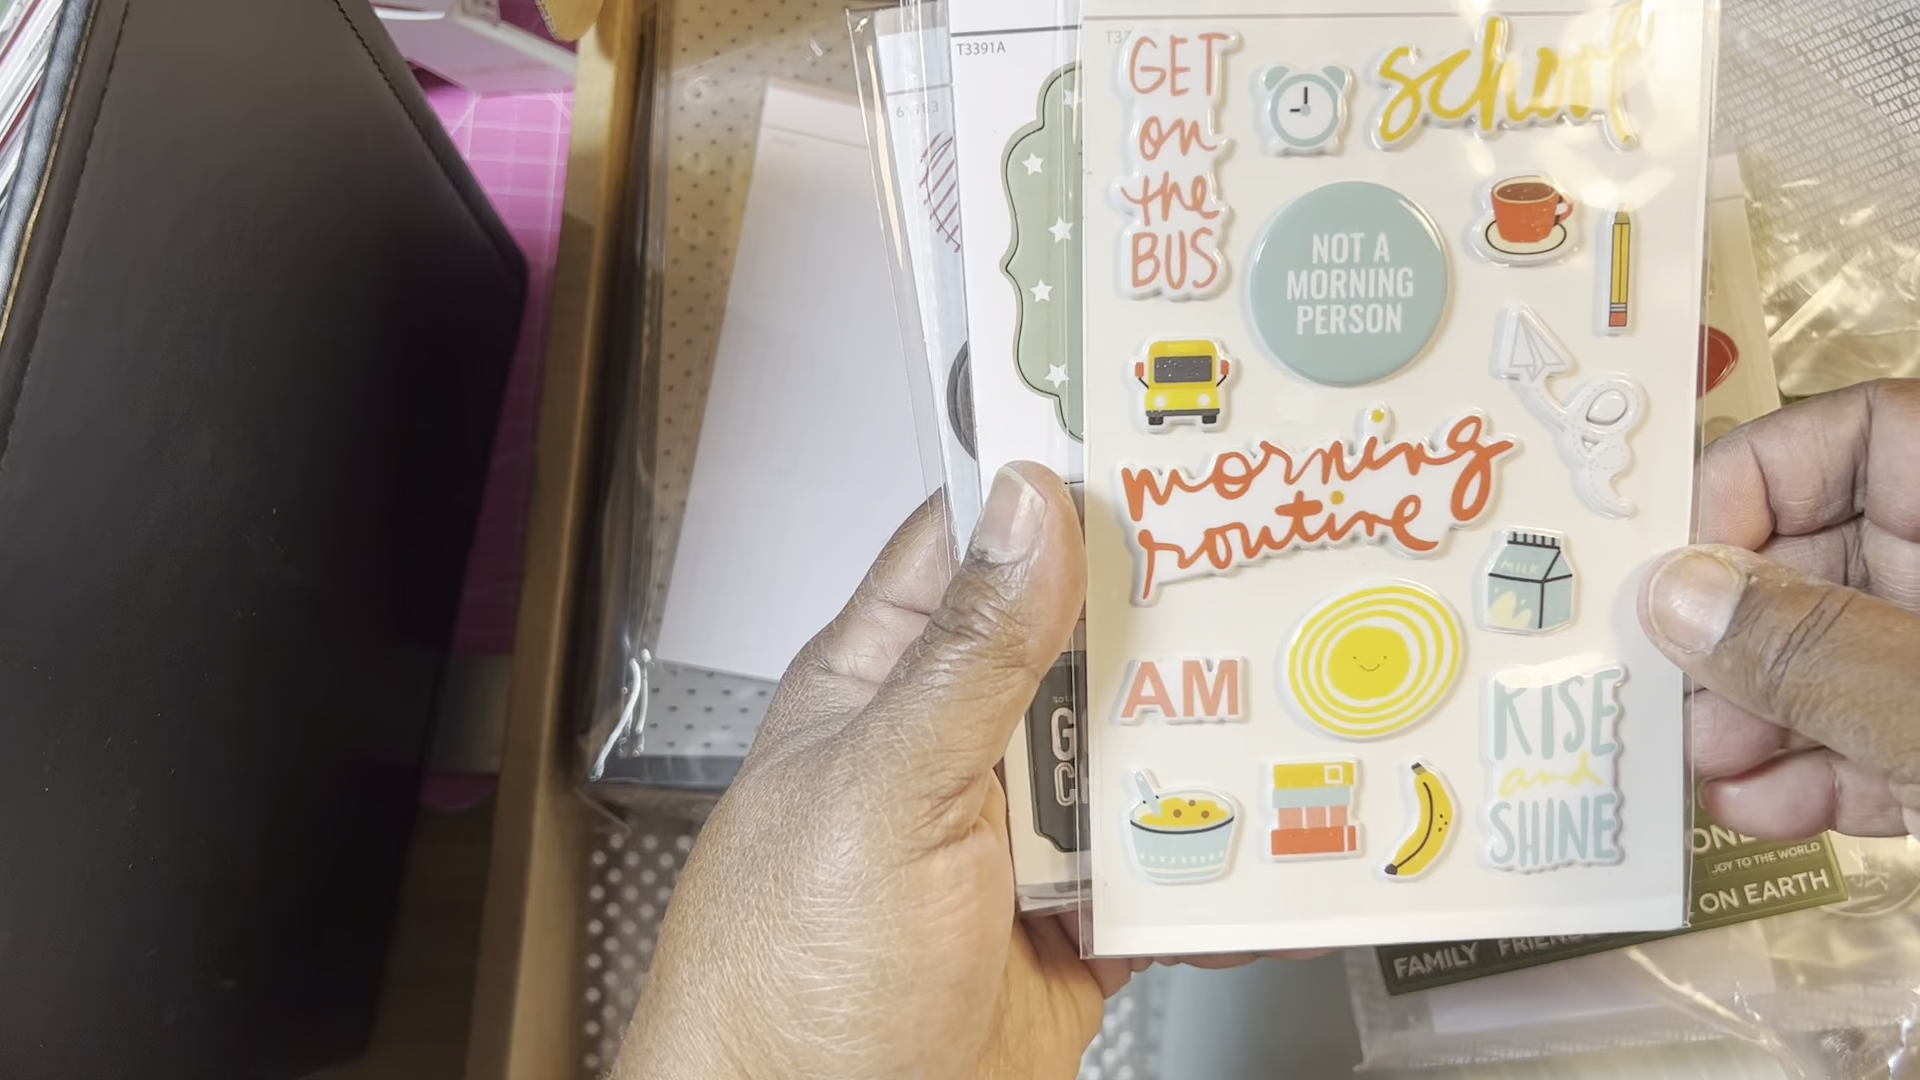 T3391A
GET
on
the
BUS
school
NOT A
MORNING
PERSON
morning
routine
MILK
AM
RISE
and
SHINE
JOY TO THE WORLD
ON EARTH
FAMILY